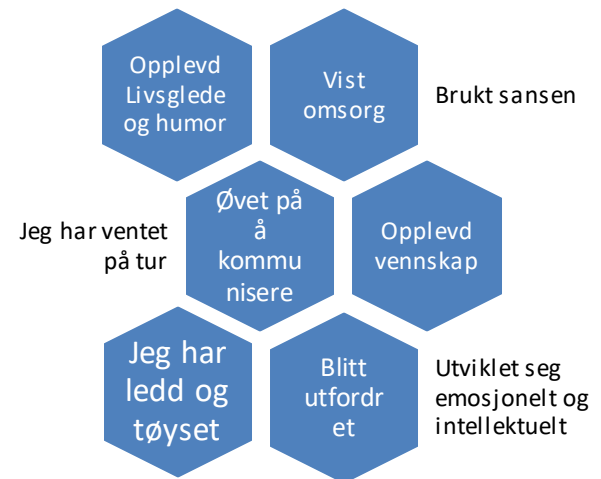 Opplevd
Livsglede
og humor
Vist
omsorg
Brukt sansen
Jeg har ventet
på tur
Øvet på
å
kommu
nisere
Opplevd
vennskap
Jeg har
ledd og
tøyset
Blitt
utfordr
et
Utviklet seg
emosjonelt og
intellektuelt